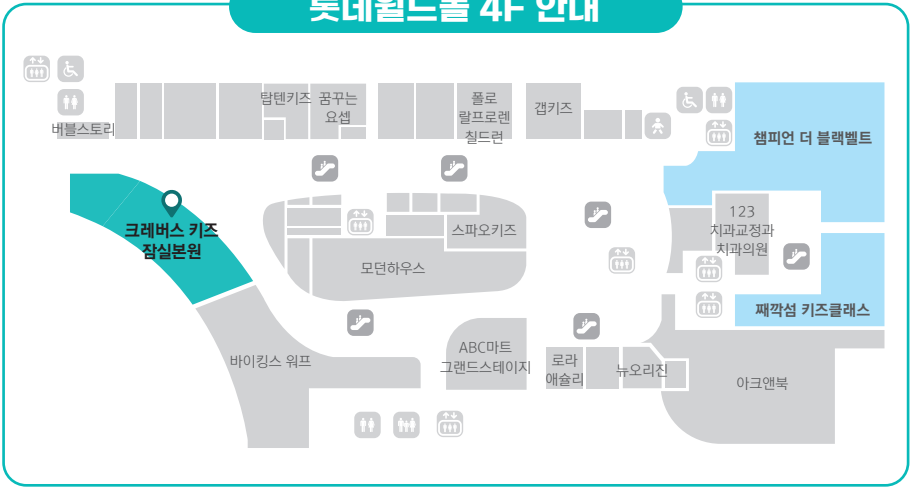 롯데월드몰 4F 안내
탑텐키즈
꿈꾸는
요셉
폴로
랄프로렌
칠드런
갭키즈
버블스토리
챔피언 더 블랙벨트
크레버스 키즈
잠실본원
스파오키즈
모던하우스
123
치과교정과
치과의원
째깍섬 키즈클래스
바이킹스 워프
ABC마트
그랜드스테이지
로라
애슐리
뉴오리진
아크앤북